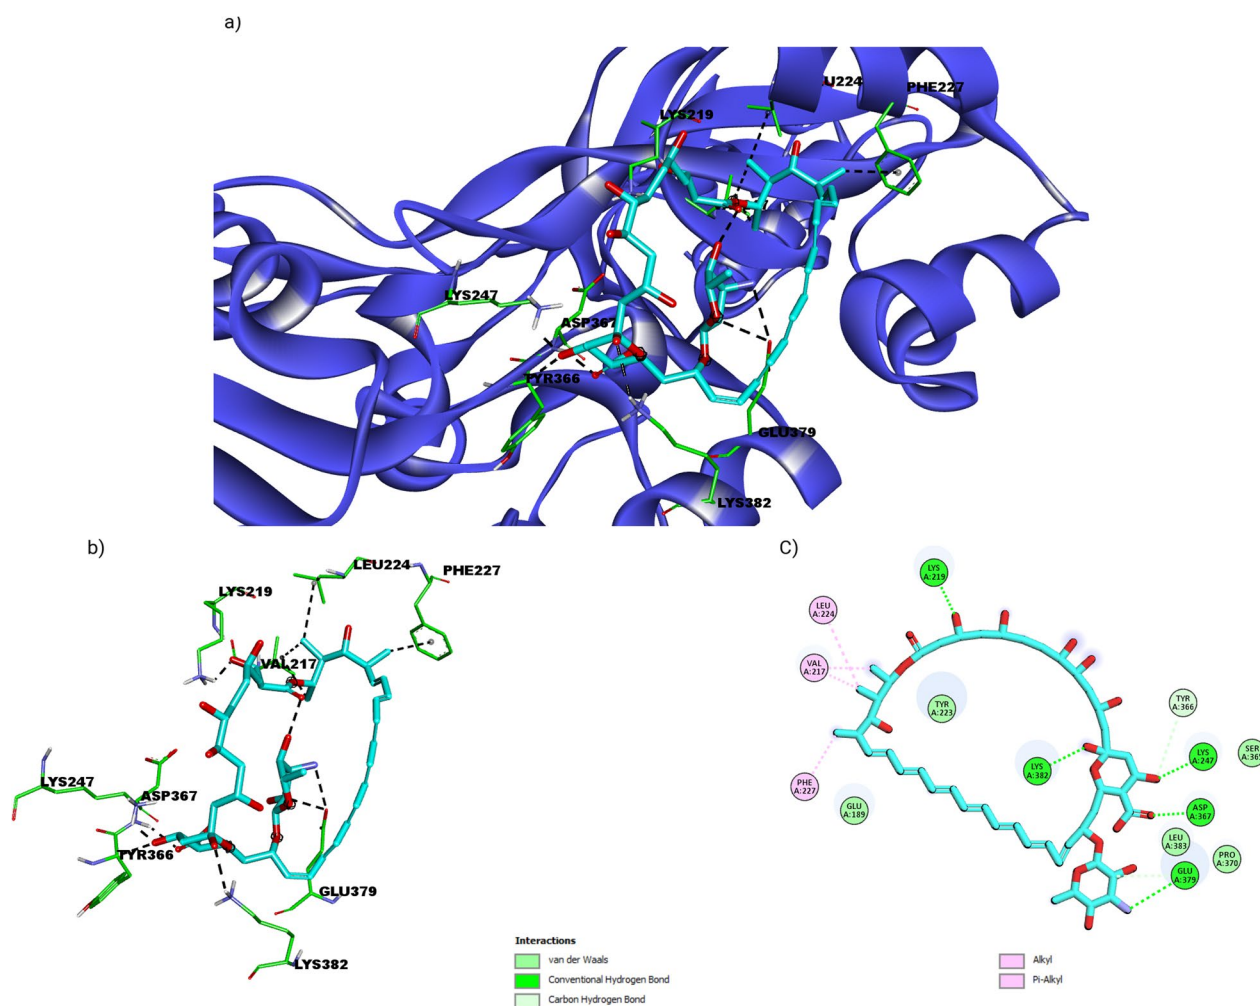 a)
U224
PHE227
LYS219
LYS247
ASP367
TYR366
GLU379
LYS382
b)
C)
LEU224
PHE227
LYS219
VAL217
LYS247
ASP367
TYR366
GLU379
LYS382
LYS
A:219
LEU
A:224
VAL
A:217
TYR
A:223
TYR
A:366
LYS
A:247
SER
A:365
LYS
A:382
PHE
A:227
GLU
A:189
ASP
A:367
LEU
A:383
PRO
A:370
GLU
A:379
Interactions
van der Waals
Conventional Hydrogen Bond
Carbon Hydrogen Bond
Alkyl
Pi-Alkyl